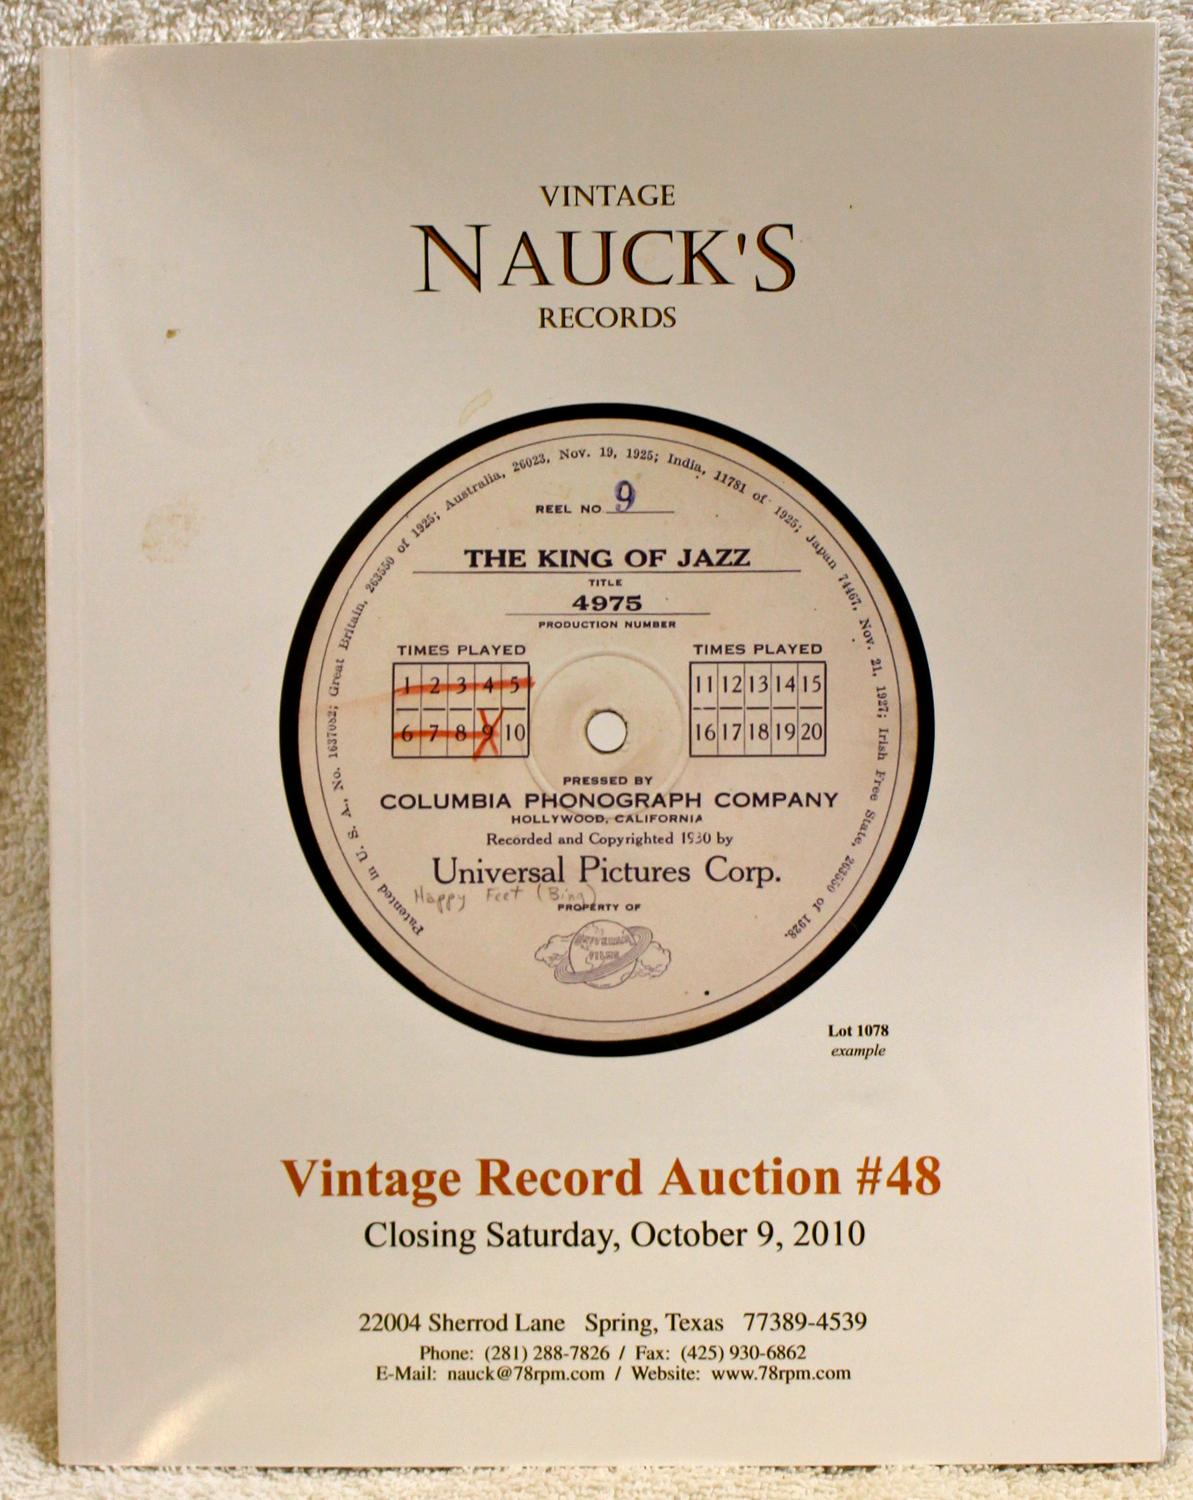 VINTAGE
NAUCK'S
RECORDS
Patented in U. S. A., No. 1637082; Great Britain, 263550 of 1925; Australia, 26023, Nov. 19, 1925; India, 11781 of 1925; Japan 74467, Nov. 21, 1927; Irish Free State, 263550 of 1928.
REEL NO. 9
THE KING OF JAZZ
TITLE
4975
PRODUCTION NUMBER
TIMES PLAYED TIMES PLAYED
1 2 3 4 5 11 12 13 14 15
6 7 8 9 10 16 17 18 19 20
PRESSED BY
COLUMBIA PHONOGRAPH COMPANY
HOLLYWOOD, CALIFORNIA
Recorded and Copyrighted 1930 by
Universal Pictures Corp.
Happy Feet (Bing)
PROPERTY OF
UNIVERSAL
FILMS
Lot 1078
example
Vintage Record Auction #48
Closing Saturday, October 9, 2010
22004 Sherrod Lane Spring, Texas 77389-4539
Phone: (281) 288-7826 / Fax: (425) 930-6862
E-Mail: nauck@78rpm.com / Website: www.78rpm.com